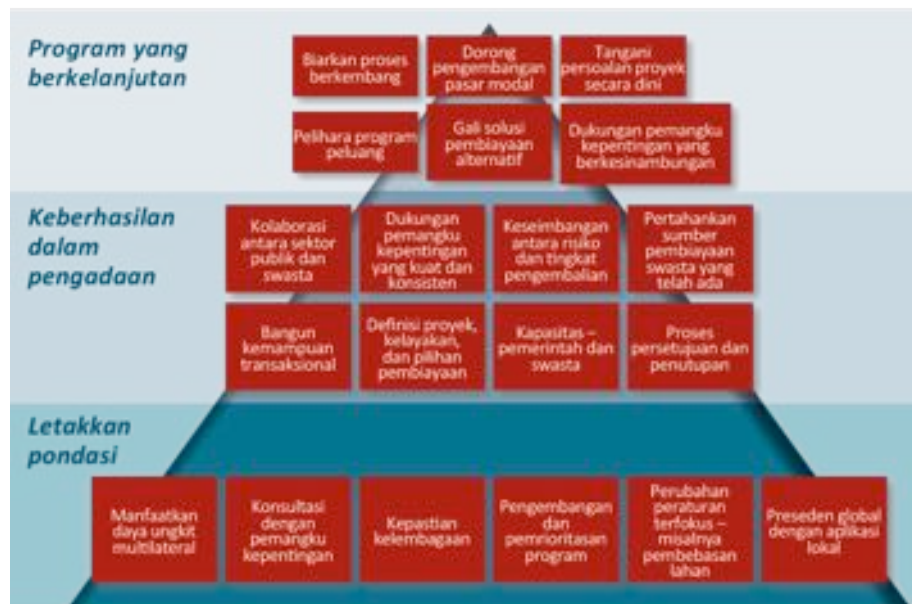 Program yang
berkelanjutan
Biarkan proses
berkembang
Dorong
pengembangan
pasar modal
Tangani
persoalan proyek
secara dini
Pelihara program
peluang
Gali solusi
pembiayaan
alternatif
Dukungan pemangku
kepentingan yang
berkesinambungan
Keberhasilan
dalam
pengadaan
Kolaborasi
antara sektor
publik dan
swasta
Dukungan
pemangku
kepentingan
yang kuat dan
konsisten
Keseimbangan
antara risiko
dan tingkat
pengembalian
Pertahankan
sumber
pembiayaan
swasta yang
telah ada
Bangun
kemampuan
transaksional
Definisi proyek,
kelayakan,
dan pilihan
pembiayaan
Kapasitas –
pemerintah dan
swasta
Proses
persetujuan dan
penutupan
Letakkan
pondasi
Manfaatkan
daya ungkit
multilateral
Konsultasi
dengan
pemangku
kepentingan
Kepastian
kelembagaan
Pengembangan
dan
pemrioritasan
program
Perubahan
peraturan
terfokus –
misalnya
pembebasan
lahan
Preseden global
dengan aplikasi
lokal